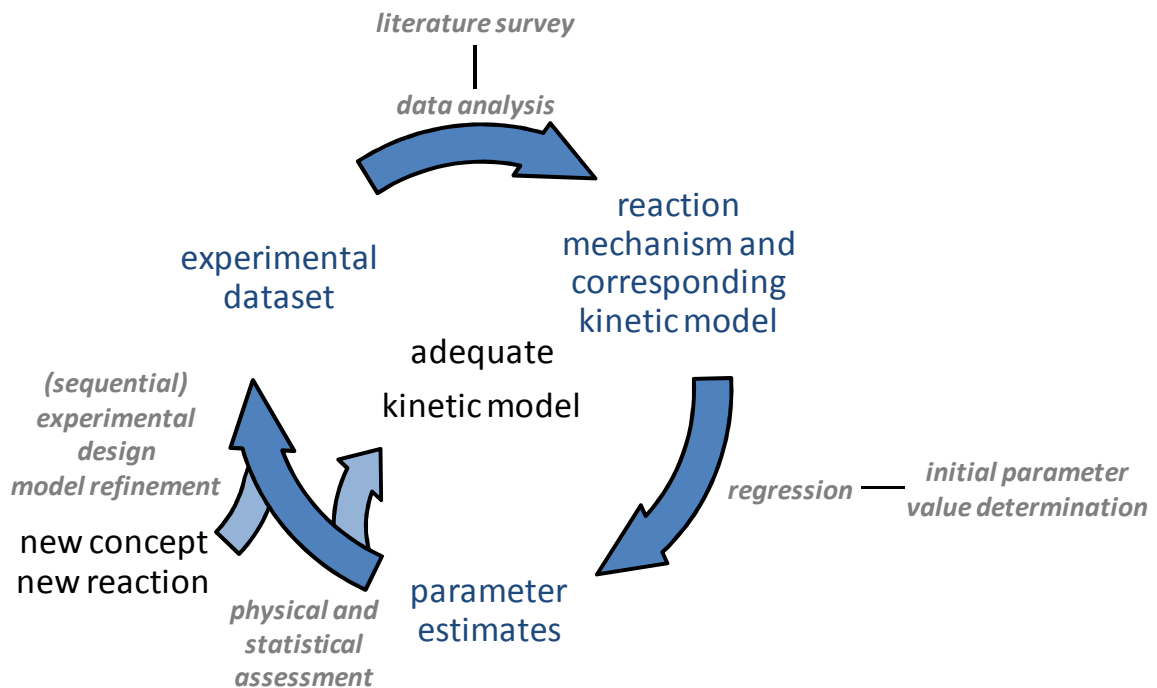 literature survey
data analysis
reaction
mechanism and
corresponding
kinetic model
experimental
dataset
adequate
kinetic model
(sequential)
experimental
design
model refinement
regression
initial parameter
value determination
new concept
new reaction
parameter
estimates
physical and
statistical
assessment